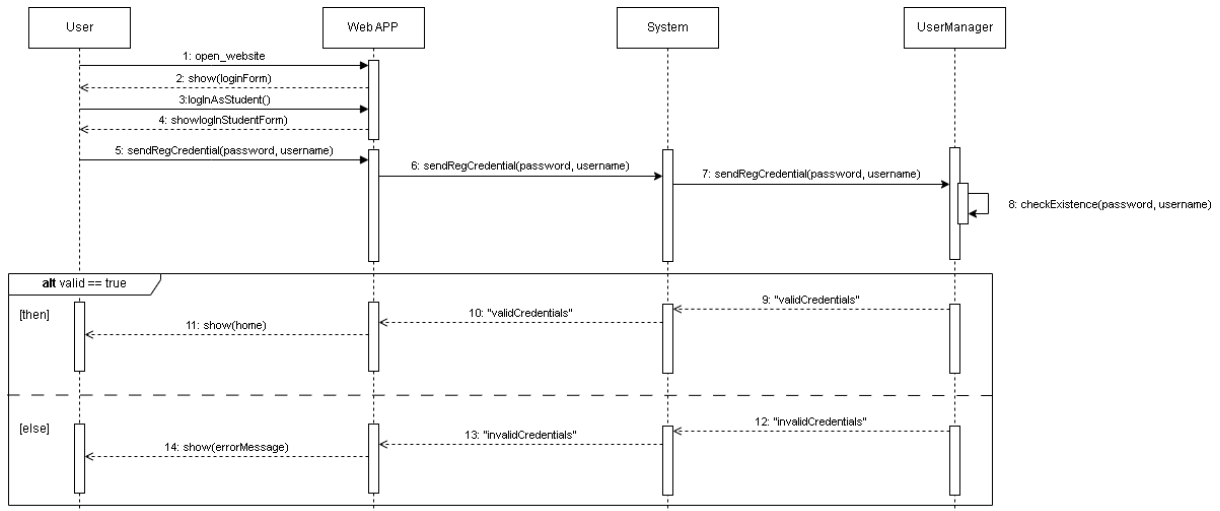 User
Web APP
System
UserManager
1: open_website
2: show(loginForm)
3:logInAsStudent()
4: showlogInStudentForm)
5: sendRegCredential(password, username)
6: sendRegCredential(password, username)
7: sendRegCredential(password, username)
8: checkExistence(password, username)
alt valid == true
[then]
9: "validCredentials"
10: "validCredentials"
11: show(home)
[else]
12: "invalidCredentials"
13: "invalidCredentials"
14: show(errorMessage)